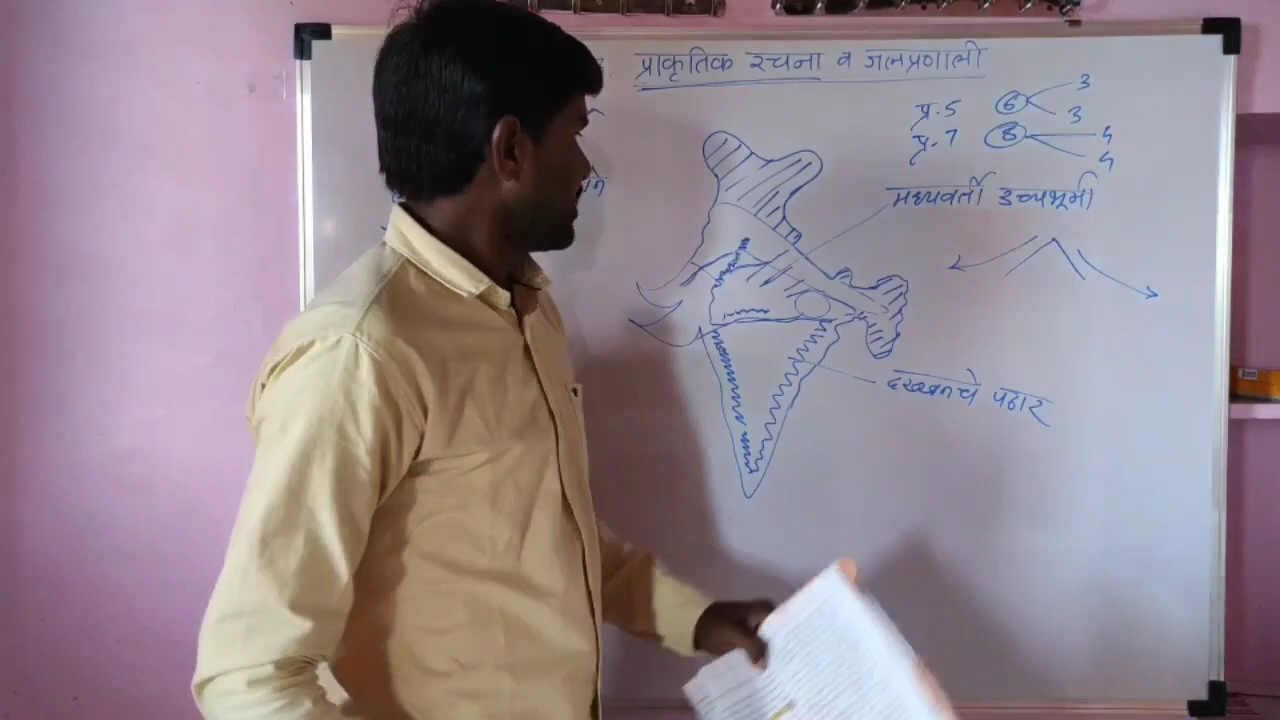 प्राकृतिक रचना व जलप्रणाली
प्र.5 6 3
3
प्र.7 8 4
4
मध्यवर्ती उच्चभूमी
दख्खनचे पठार